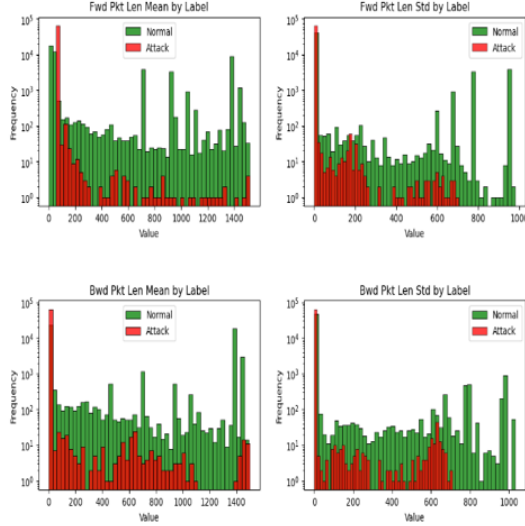 Fwd Pkt Len Mean by Label
Fwd Pkt Len Std by Label
10^5
10^4
10^3
10^2
10^1
10^0
Frequency
Normal
Attack
0 200 400 600 800 1000 1200 1400
Value
10^5
10^4
10^3
10^2
10^1
10^0
Frequency
Normal
Attack
0 200 400 600 800 1000
Value
Bwd Pkt Len Mean by Label
Bwd Pkt Len Std by Label
10^5
10^4
10^3
10^2
10^1
10^0
Frequency
Normal
Attack
0 200 400 600 800 1000 1200 1400
Value
10^5
10^4
10^3
10^2
10^1
10^0
Frequency
Normal
Attack
0 200 400 600 800 1000
Value